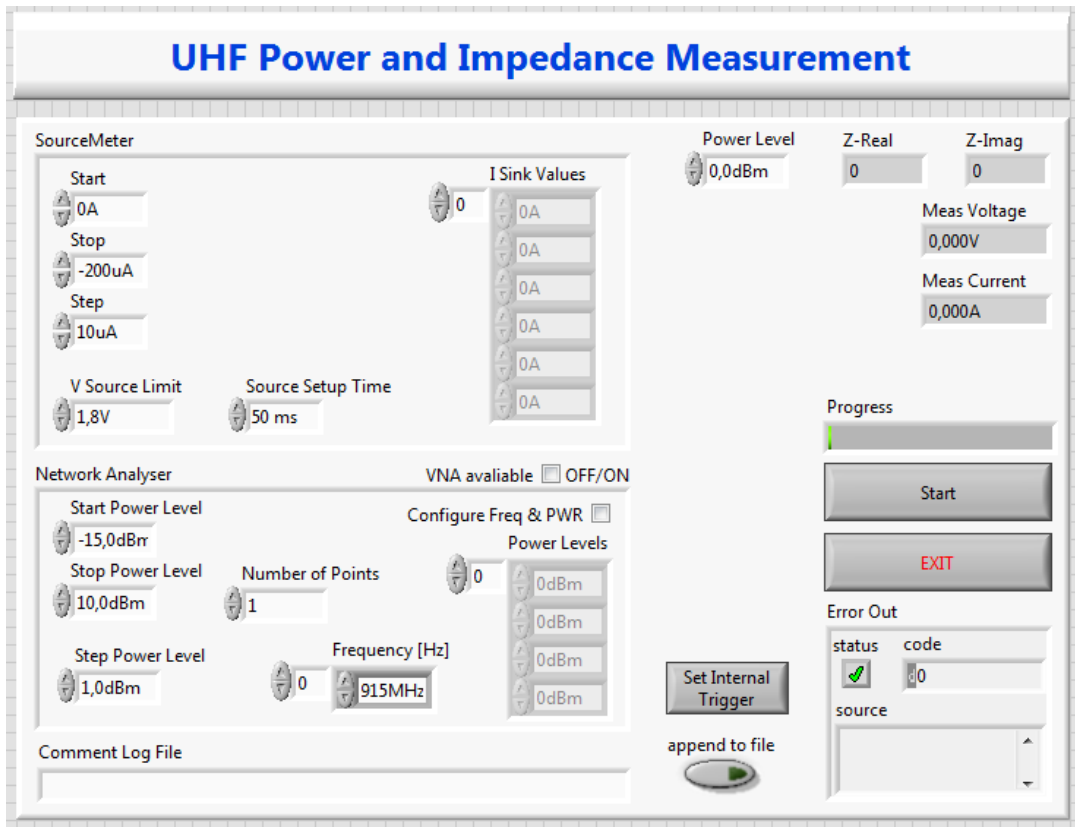 UHF Power and Impedance Measurement
SourceMeter
Start
0A
Stop
-200uA
Step
10uA
V Source Limit
1,8V
Source Setup Time
50 ms
I Sink Values
0
0A
0A
0A
0A
0A
0A
Power Level
0,0dBm
Z-Real
0
Z-Imag
0
Meas Voltage
0,000V
Meas Current
0,000A
Network Analyser
VNA avaliable OFF/ON
Start Power Level
-15,0dBm
Configure Freq & PWR
Stop Power Level
10,0dBm
Number of Points
1
Power Levels
0
0dBm
0dBm
0dBm
0dBm
Step Power Level
1,0dBm
Frequency [Hz]
0
915MHz
Comment Log File
Set Internal
Trigger
append to file
Progress
Start
EXIT
Error Out
status
code
d0
source